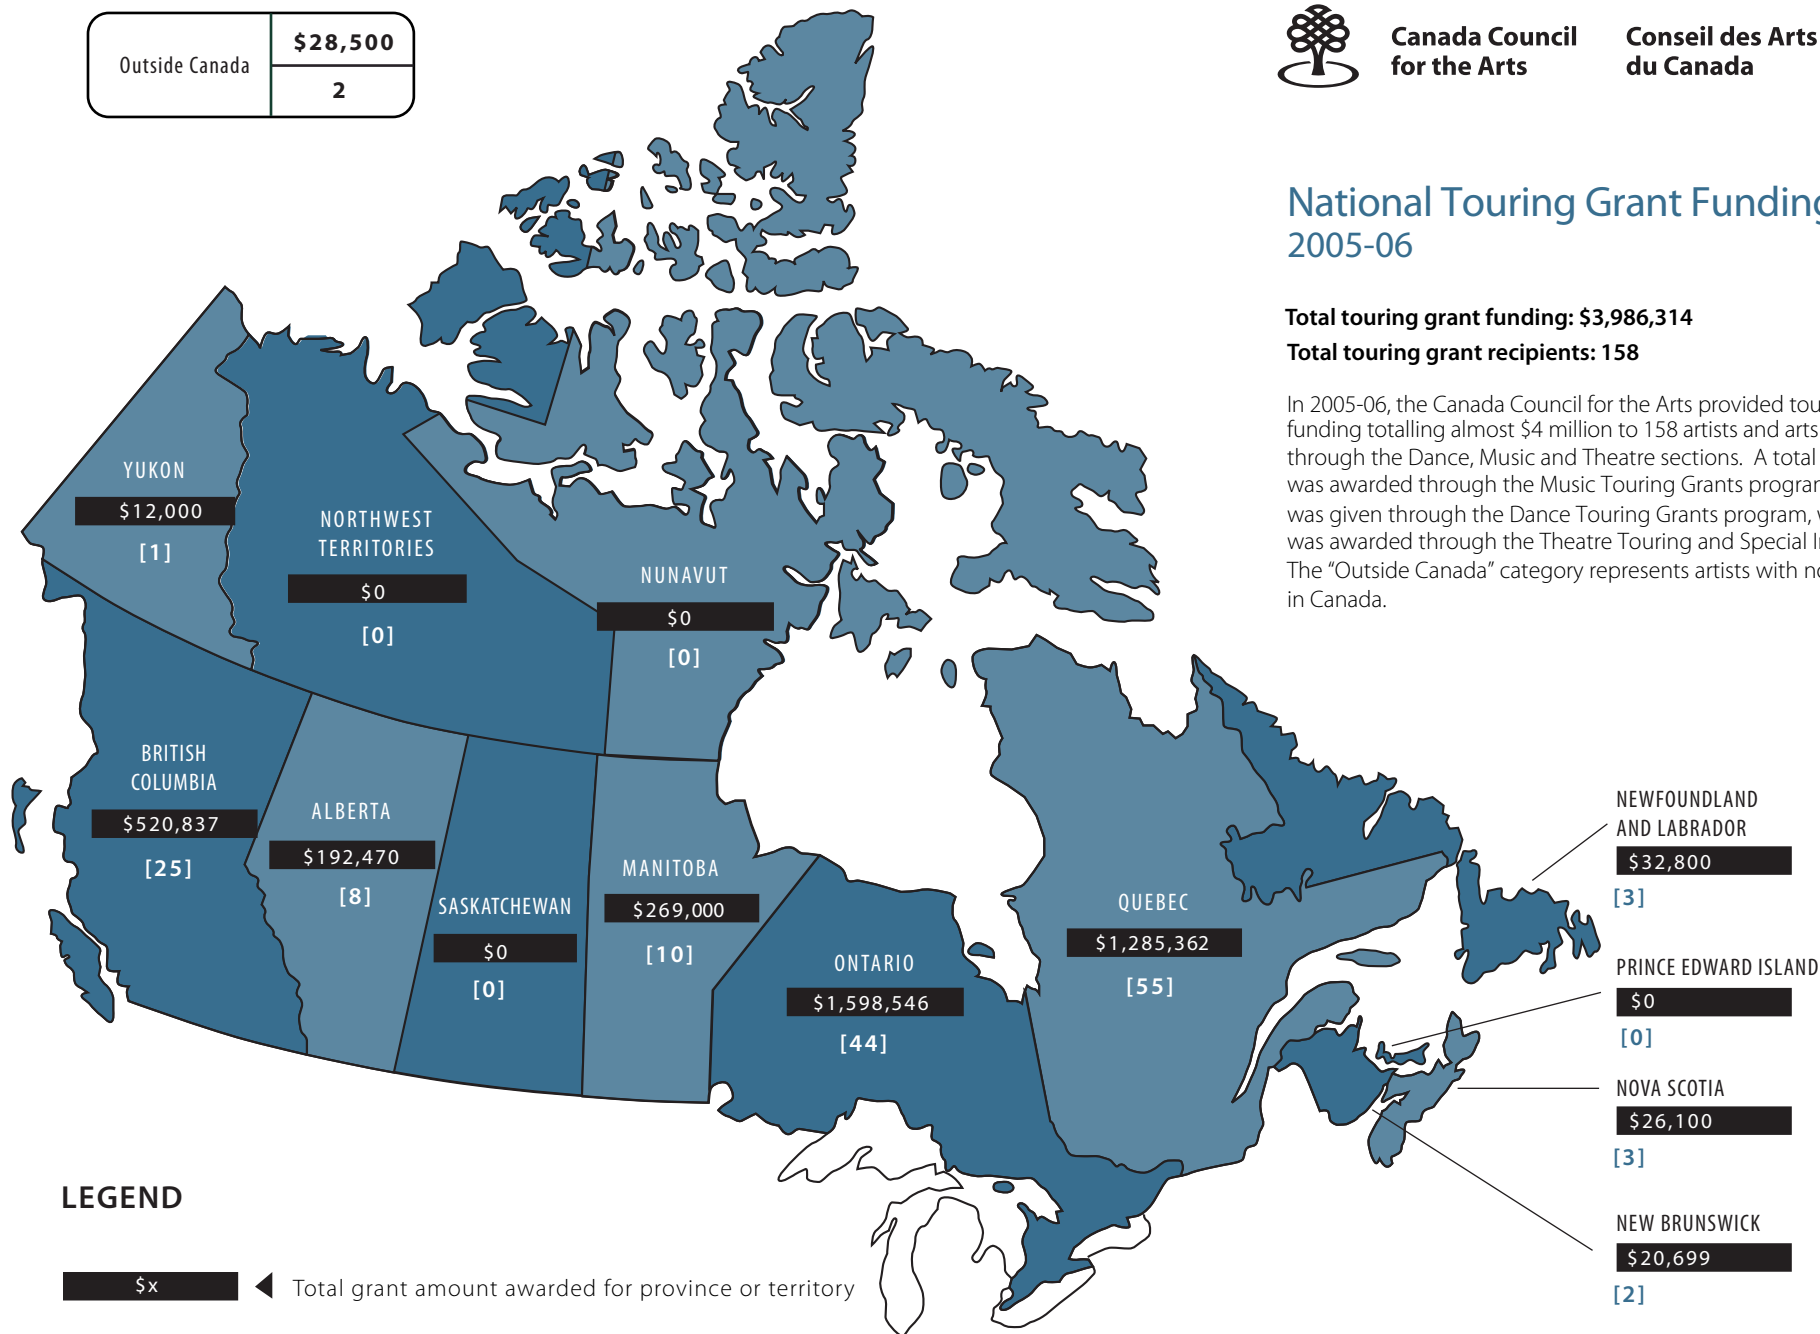 Outside Canada
$28,500
2
Canada Council
for the Arts
Conseil des Arts
du Canada
National Touring Grant Funding
2005-06
Total touring grant funding: $3,986,314
Total touring grant recipients: 158
In 2005-06, the Canada Council for the Arts provided
funding totalling almost $4 million to 158 artists and arts
through the Dance, Music and Theatre sections. A total
was awarded through the Music Touring Grants
was given through the Dance Touring Grants program,
was awarded through the Theatre Touring and Special
The "Outside Canada" category represents artists with
in Canada.
YUKON
$12,000
[1]
NORTHWEST
TERRITORIES
$0
[0]
NUNAVUT
$0
[0]
BRITISH
COLUMBIA
$520,837
[25]
ALBERTA
$192,470
[8]
SASKATCHEWAN
$0
[0]
MANITOBA
$269,000
[10]
ONTARIO
$1,598,546
[44]
QUEBEC
$1,285,362
[55]
NEWFOUNDLAND
AND LABRADOR
$32,800
[3]
PRINCE EDWARD ISLAND
$0
[0]
NOVA SCOTIA
$26,100
[3]
NEW BRUNSWICK
$20,699
[2]
LEGEND
$x
Total grant amount awarded for province or territory